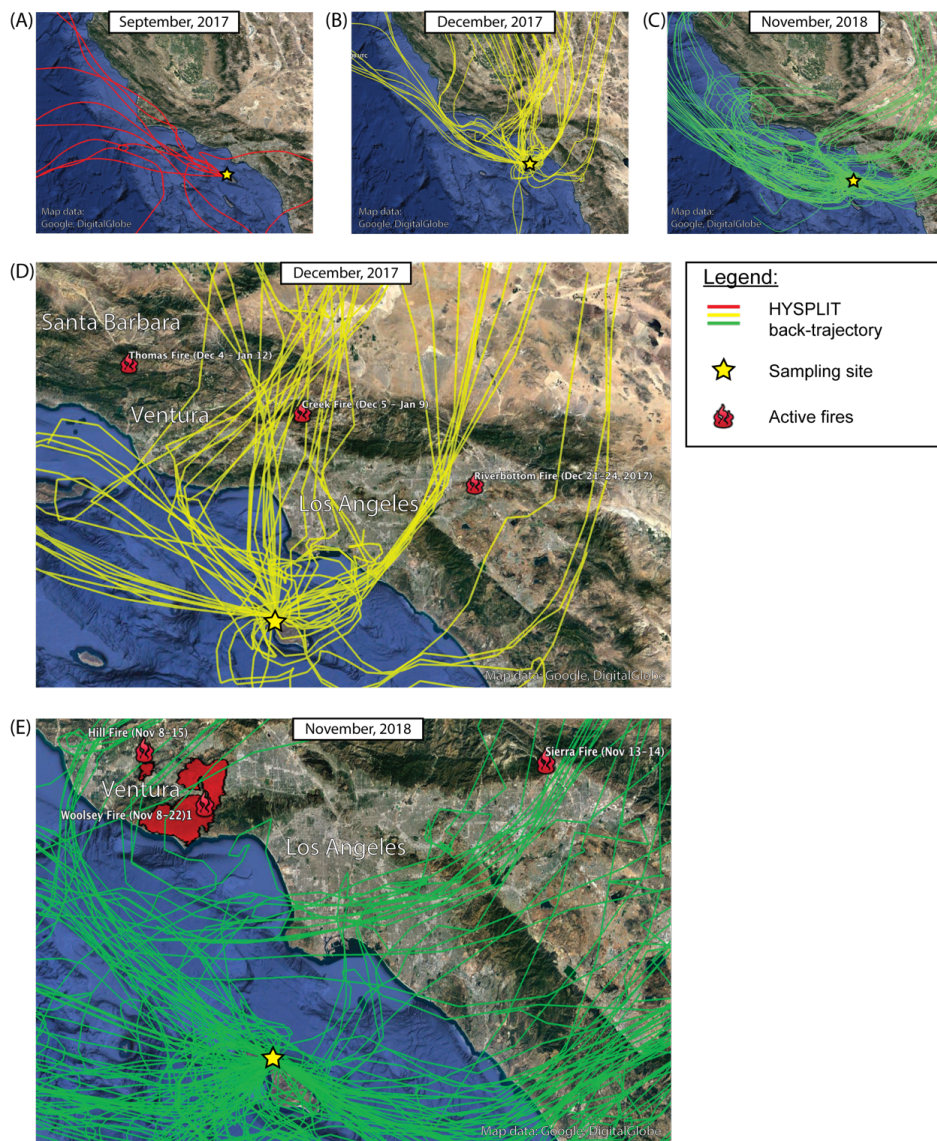 (A)
September, 2017
Map data:
Google, DigitalGlobe
(B)
December, 2017
Map data:
Google, DigitalGlobe
(C)
November, 2018
Map data:
Google, DigitalGlobe
(D)
December, 2017
Santa Barbara
Thomas Fire (Dec 4 - Jan 12)
Ventura
Creek Fire (Dec 5 - Jan 9)
Riverbottom Fire (Dec 21-24, 2017)
Los Angeles
Map data: Google, DigitalGlobe
Legend:
HYSPLIT
back-trajectory
Sampling site
Active fires
(E)
November, 2018
Hill Fire (Nov 8-15)
Sierra Fire (Nov 13-14)
Ventura
Woolsey Fire (Nov 8-22)1
Los Angeles
Map data: Google, DigitalGlobe